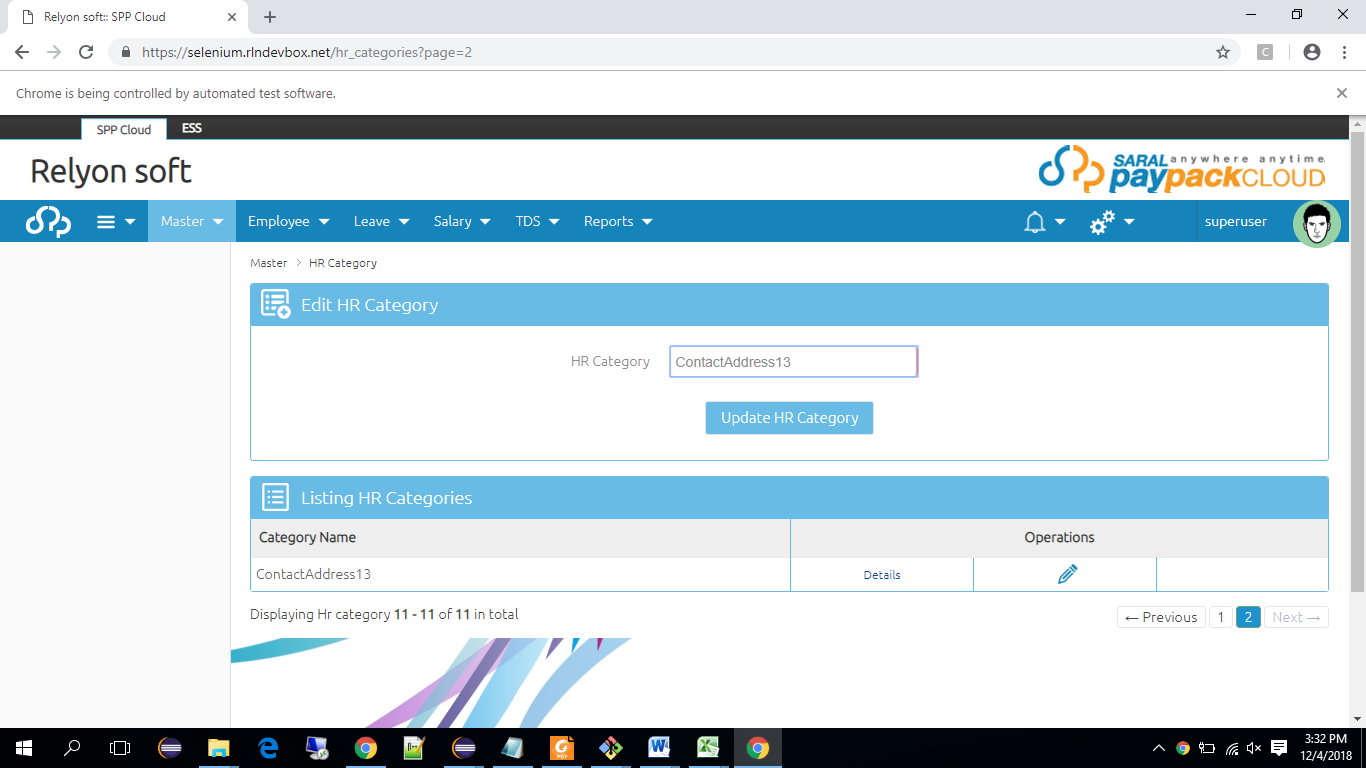 Relyon soft:: SPP Cloud
https://selenium.rlndevbox.net/hr_categories?page=2
C
Chrome is being controlled by automated test software.
SPP Cloud ESS
Relyon soft
SARAL anywhere anytime
paypackCLOUD
Master Employee Leave Salary TDS Reports superuser
Master > HR Category
Edit HR Category
HR Category ContactAddress13
Update HR Category
Listing HR Categories
Category Name Operations
ContactAddress13 Details
Displaying Hr category 11 - 11 of 11 in total
← Previous 1 2 Next →
3:32 PM
12/4/2018